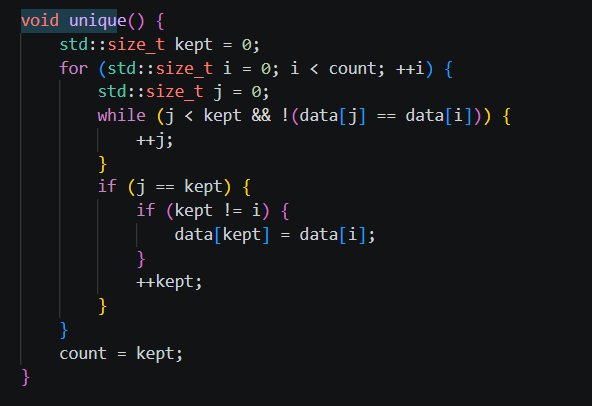 void unique() {
    std::size_t kept = 0;
    for (std::size_t i = 0; i < count; ++i) {
        std::size_t j = 0;
        while (j < kept && !(data[j] == data[i])) {
            ++j;
        }
        if (j == kept) {
            if (kept != i) {
                data[kept] = data[i];
            }
            ++kept;
        }
    }
    count = kept;
}